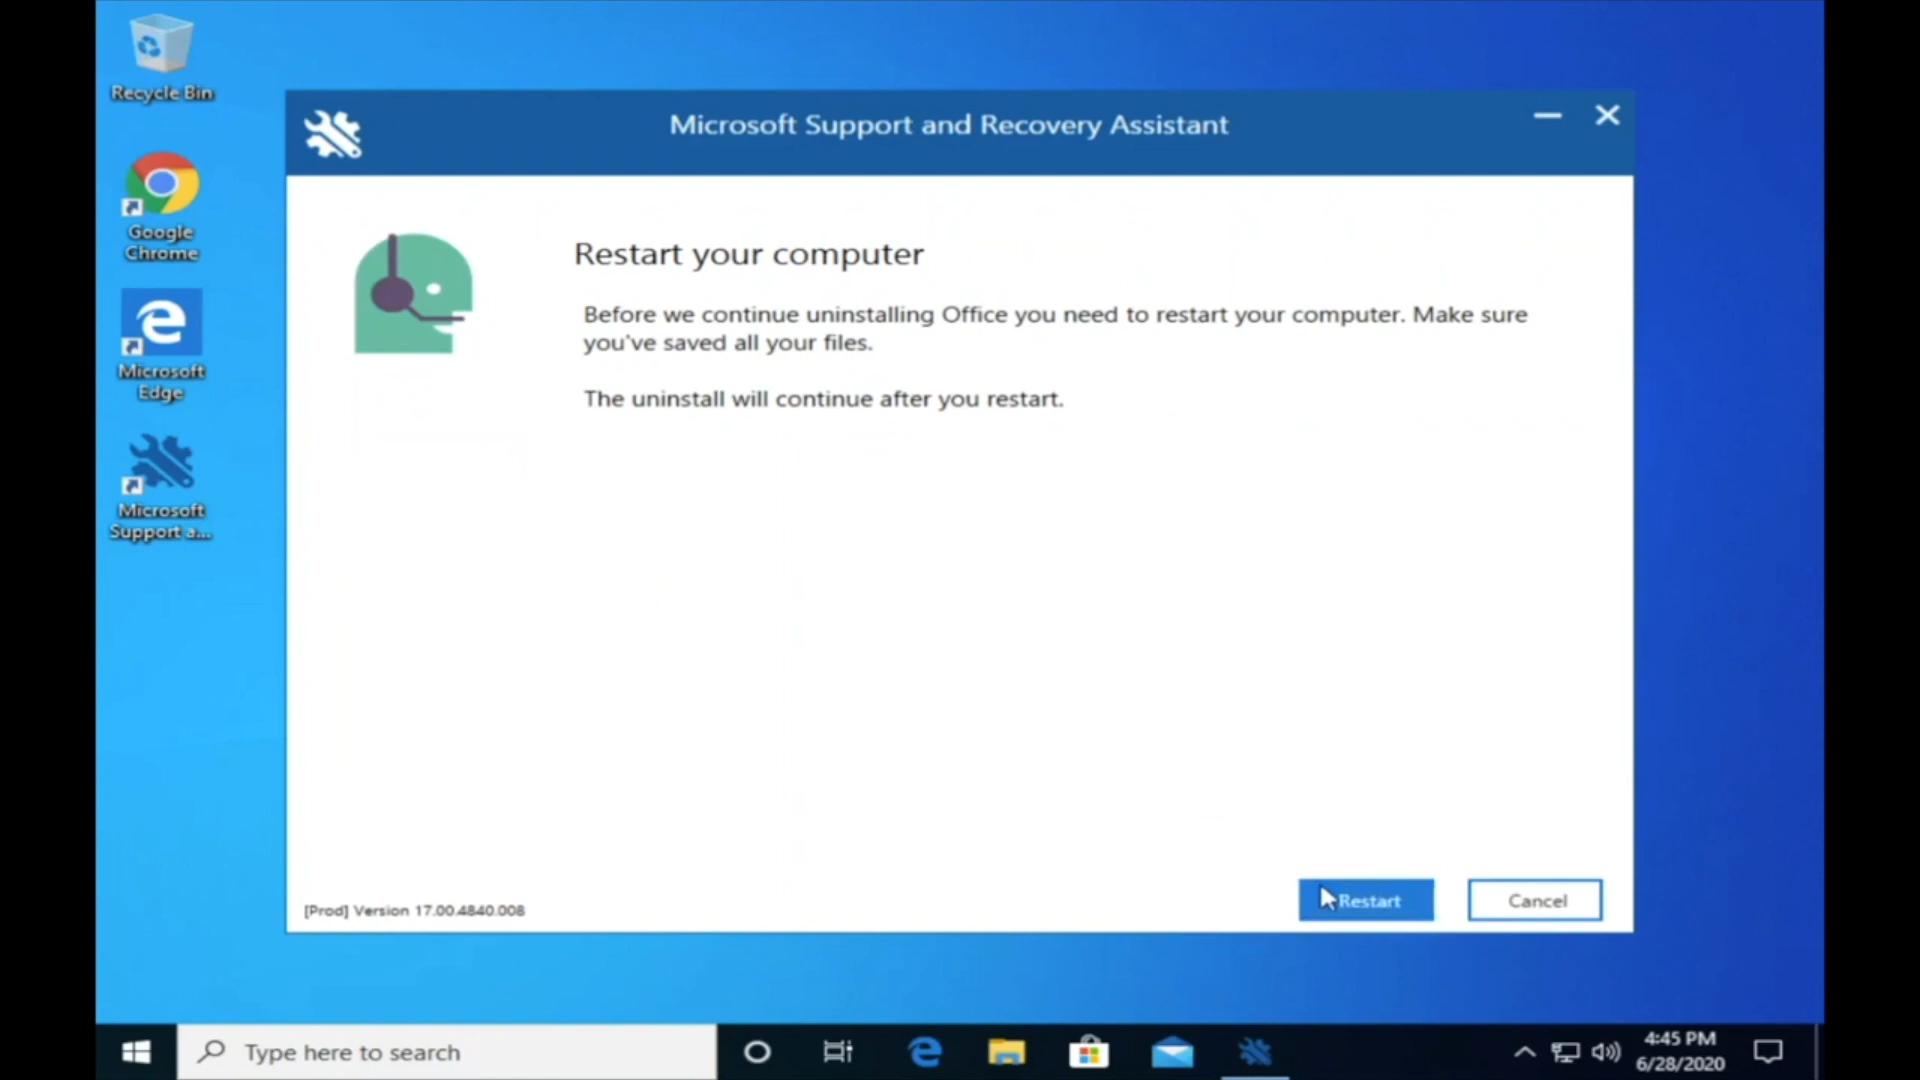 Recycle Bin
Google
Chrome
Microsoft
Edge
Microsoft
Support a...
Microsoft Support and Recovery Assistant
Restart your computer
Before we continue uninstalling Office you need to restart your computer. Make sure
you've saved all your files.
The uninstall will continue after you restart.
[Prod] Version 17.00.4840.008
Restart
Cancel
Type here to search
4:45 PM
6/28/2020